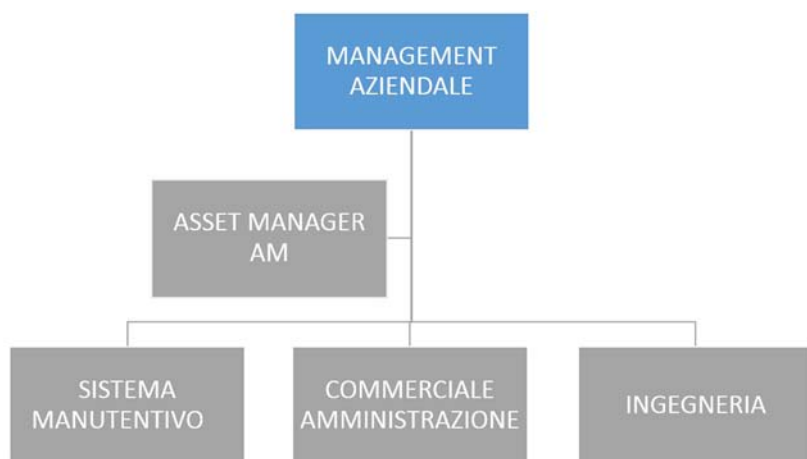 MANAGEMENT
AZIENDALE
ASSET MANAGER
AM
SISTEMA
MANUTENTIVO
COMMERCIALE
AMMINISTRAZIONE
INGEGNERIA